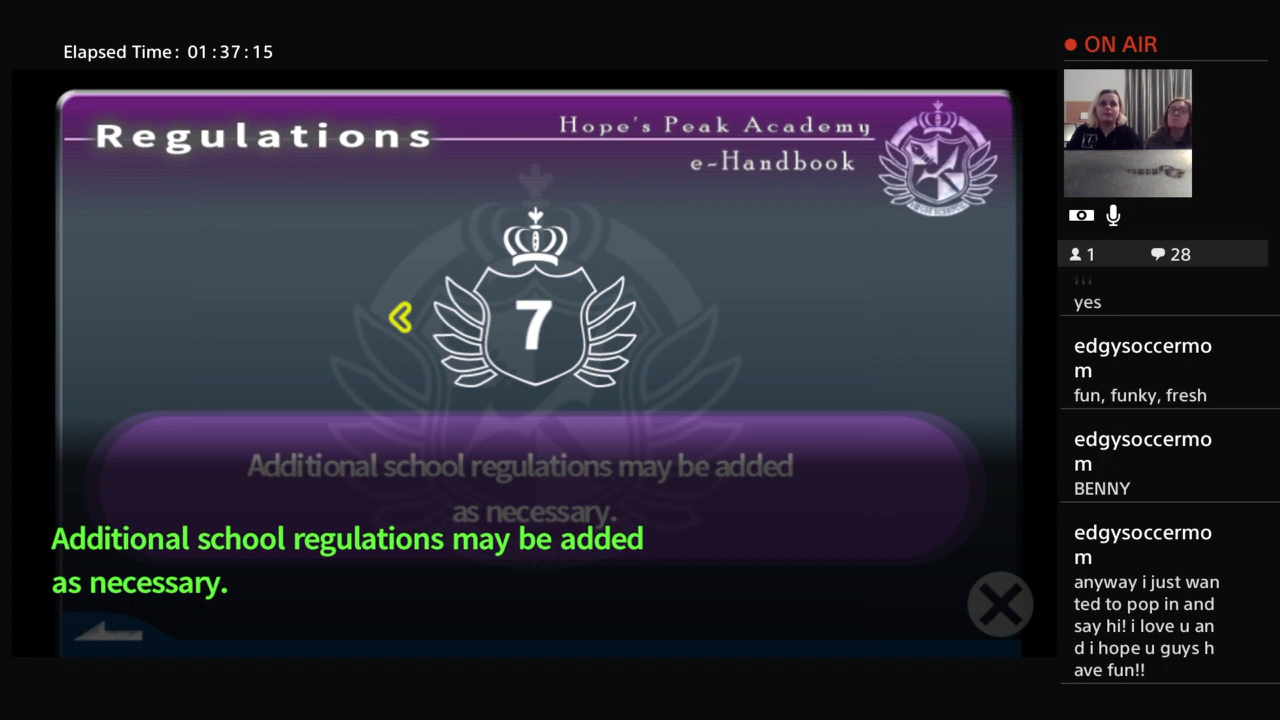 Elapsed Time: 01:37:15
ON AIR
Regulations
Hope's Peak Academy
e-Handbook
7
Additional school regulations may be added
as necessary.
Additional school regulations may be added
as necessary.
1
28
yes
edgysoccermo
m
fun, funky, fresh
edgysoccermo
m
BENNY
edgysoccermo
m
anyway i just wan
ted to pop in and
say hi! i love u an
d i hope u guys h
ave fun!!